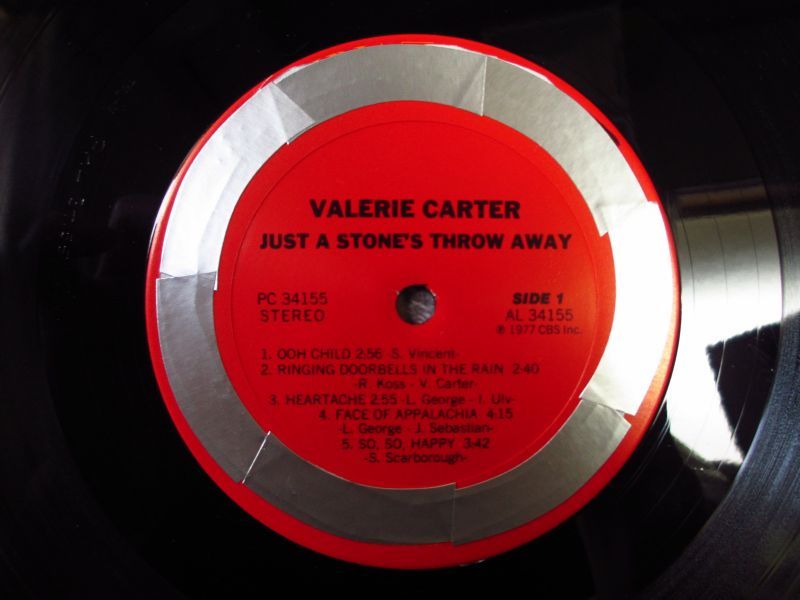 VALERIE CARTER
JUST A STONE'S THROW AWAY
PC 34155
STEREO
SIDE 1
AL 34155
℗ 1977 CBS Inc.
1. OOH CHILD 2:56 -S. Vincent-
2. RINGING DOORBELLS IN THE RAIN 2:40
-R. Koss - V. Carter-
3. HEARTACHE 2:55 -L. George - I. Ulv-
4. FACE OF APPALACHIA 4:15
-L. George - J. Sebastian-
5. SO, SO, HAPPY 3:42
-S. Scarborough-